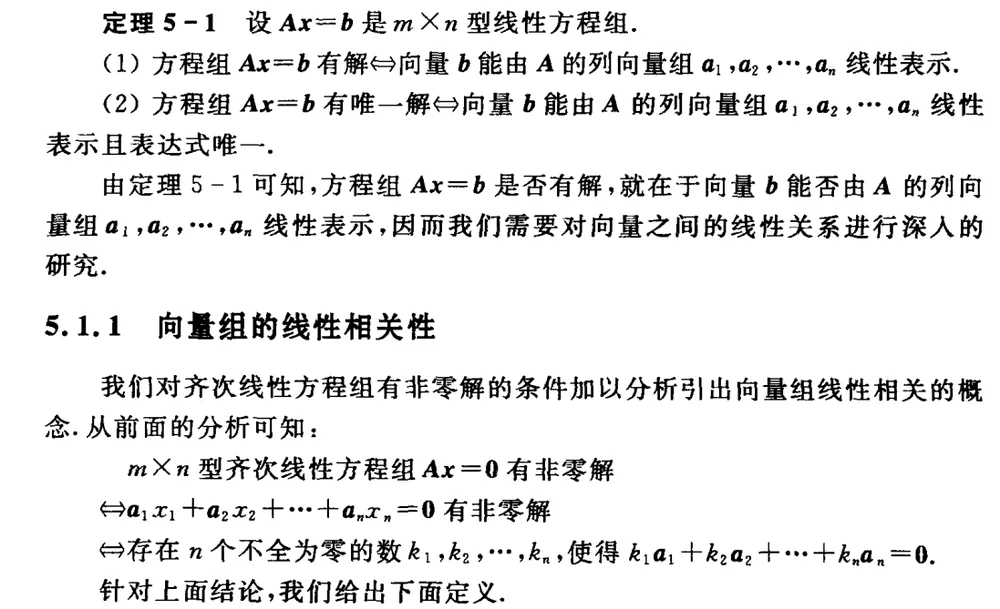 定理 5-1 设 Ax=b 是 m×n 型线性方程组.
(1) 方程组 Ax=b 有解⇔向量 b 能由 A 的列向量组 a₁,a₂,⋯,aₙ 线性表示.
(2) 方程组 Ax=b 有唯一解⇔向量 b 能由 A 的列向量组 a₁,a₂,⋯,aₙ 线性
表示且表达式唯一.
由定理 5-1 可知,方程组 Ax=b 是否有解,就在于向量 b 能否由 A 的列向
量组 a₁,a₂,⋯,aₙ 线性表示,因而我们需要对向量之间的线性关系进行深入的
研究.
5.1.1 向量组的线性相关性
我们对齐次线性方程组有非零解的条件加以分析引出向量组线性相关的概
念.从前面的分析可知:
m×n 型齐次线性方程组 Ax=0 有非零解
⇔a₁x₁+a₂x₂+⋯+aₙxₙ=0 有非零解
⇔存在 n 个不全为零的数 k₁,k₂,⋯,kₙ,使得 k₁a₁+k₂a₂+⋯+kₙaₙ=0.
针对上面结论,我们给出下面定义.